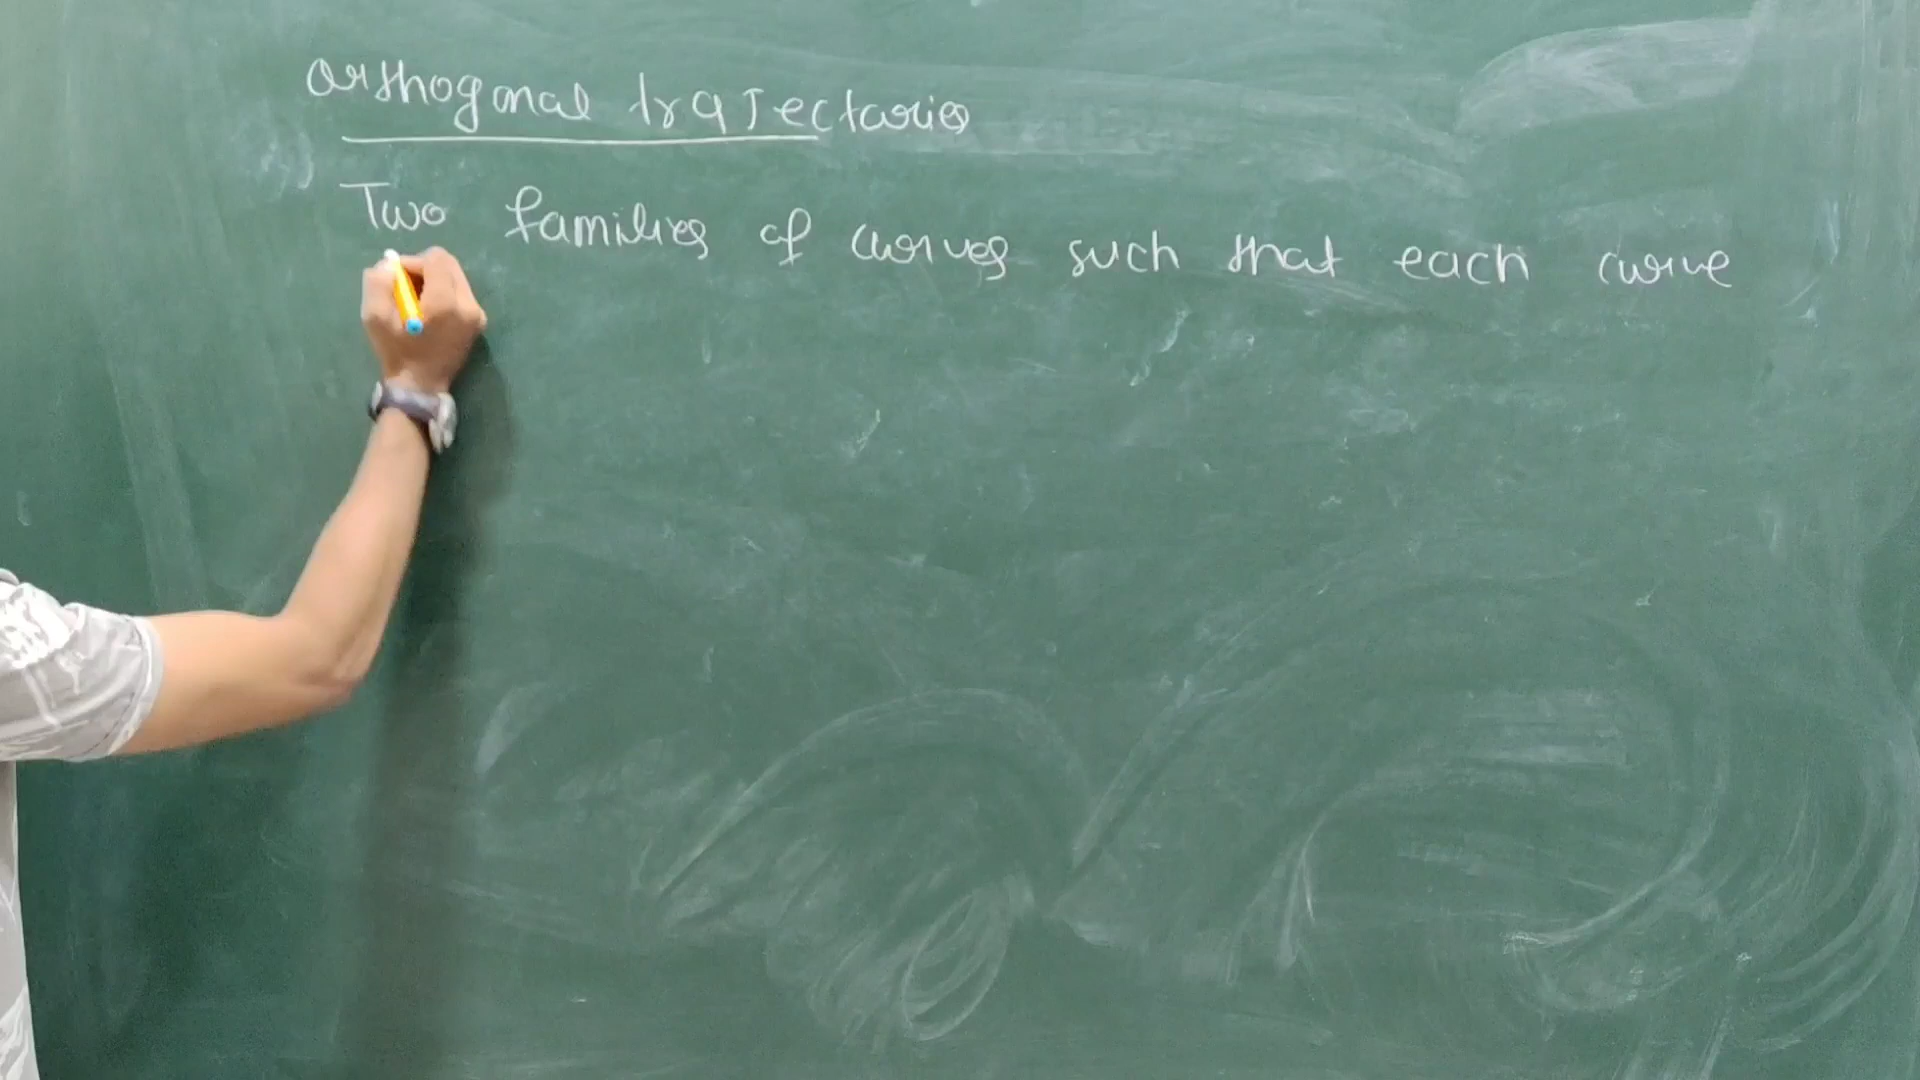 Orthogonal trajectories
Two families of curves such that each curve